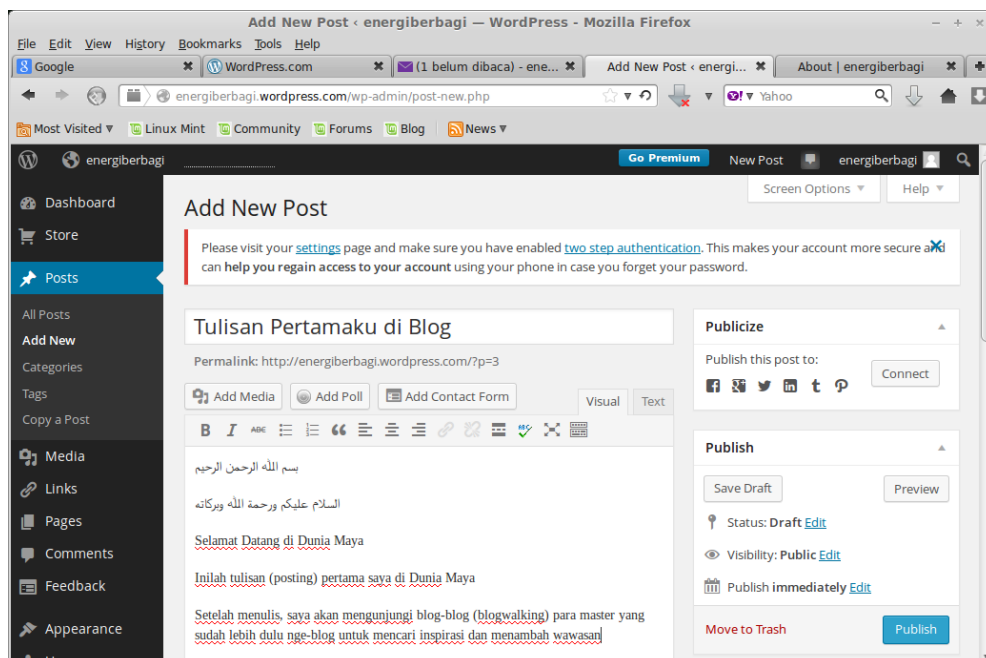 Add New Post ‹ energiberbagi — WordPress - Mozilla Firefox
File Edit View History Bookmarks Tools Help
Google WordPress.com (1 belum dibaca) - ene... Add New Post ‹ energi... About | energiberbagi
energiberbagi.wordpress.com/wp-admin/post-new.php Yahoo
Most Visited Linux Mint Community Forums Blog News
energiberbagi Go Premium New Post energiberbagi
Screen Options Help
Dashboard
Store
Posts
All Posts
Add New
Categories
Tags
Copy a Post
Media
Links
Pages
Comments
Feedback
Appearance
Add New Post
Please visit your settings page and make sure you have enabled two step authentication. This makes your account more secure and
can help you regain access to your account using your phone in case you forget your password.
Tulisan Pertamaku di Blog
Permalink: http://energiberbagi.wordpress.com/?p=3
Add Media Add Poll Add Contact Form Visual Text
B I ABC
بسم الله الرحمن الرحيم
السلام عليكم ورحمة الله وبركاته
Selamat Datang di Dunia Maya
Inilah tulisan (posting) pertama saya di Dunia Maya
Setelah menulis, saya akan mengunjungi blog-blog (blogwalking) para master yang
sudah lebih dulu nge-blog untuk mencari inspirasi dan menambah wawasan
Publicize
Publish this post to:
Connect
Publish
Save Draft Preview
Status: Draft Edit
Visibility: Public Edit
Publish immediately Edit
Move to Trash Publish